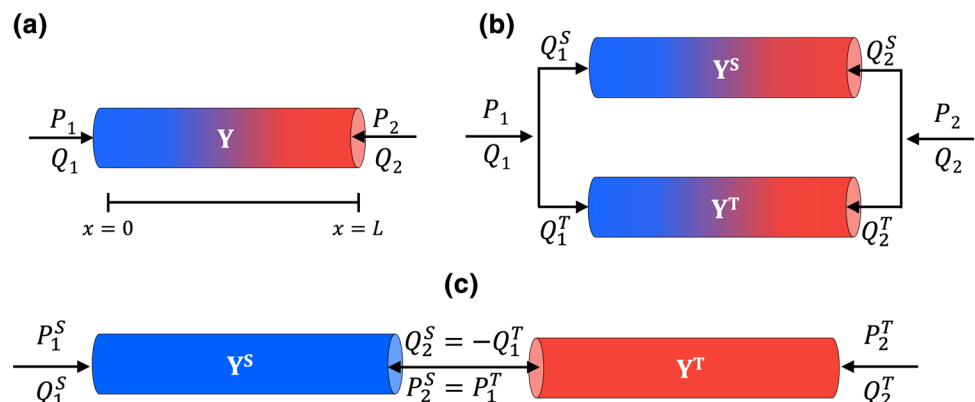 (a)
P₁
Q₁
Y
P₂
Q₂
x = 0
x = L
(b)
P₁
Q₁
Q₁ˢ
Yˢ
Q₂ˢ
Q₁ᵀ
Yᵀ
Q₂ᵀ
P₂
Q₂
(c)
P₁ˢ
Q₁ˢ
Yˢ
Q₂ˢ = −Q₁ᵀ
P₂ˢ = P₁ᵀ
Yᵀ
P₂ᵀ
Q₂ᵀ